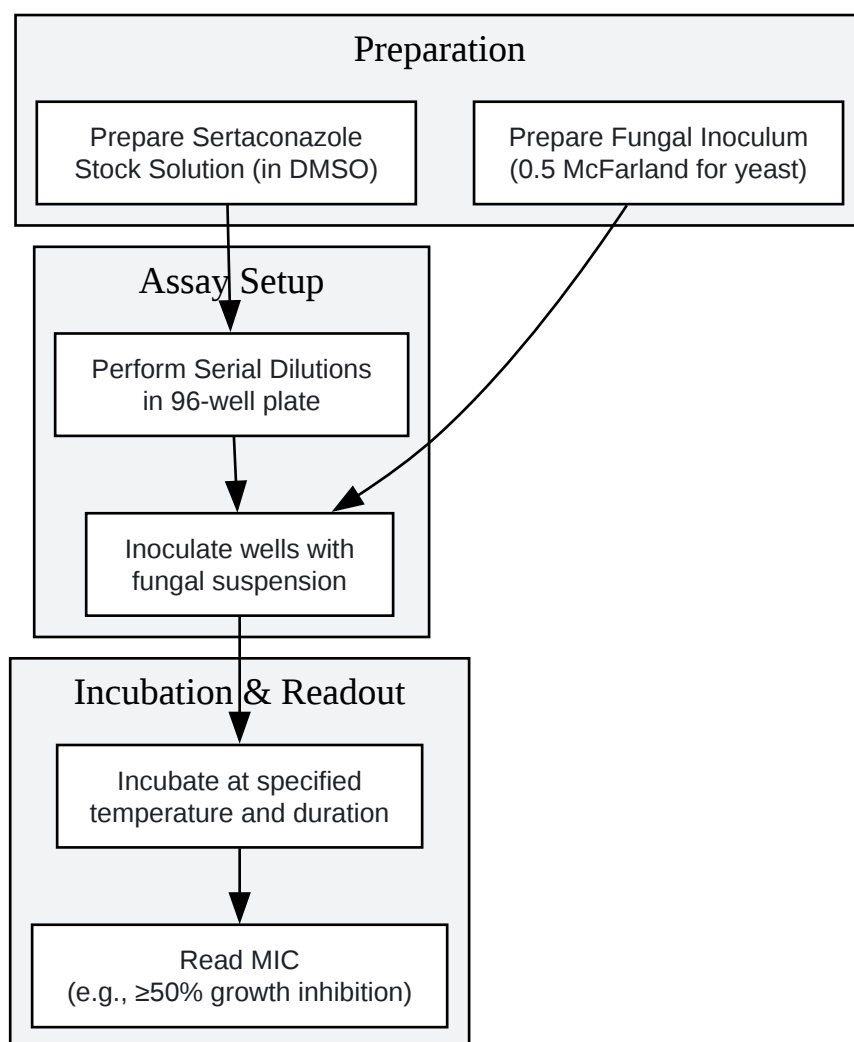 Preparation
Prepare Sertaconazole
Stock Solution (in DMSO)
Prepare Fungal Inoculum
(0.5 McFarland for yeast)
Assay Setup
Perform Serial Dilutions
in 96-well plate
Inoculate wells with
fungal suspension
Incubation & Readout
Incubate at specified
temperature and duration
Read MIC
(e.g., ≥50% growth inhibition)